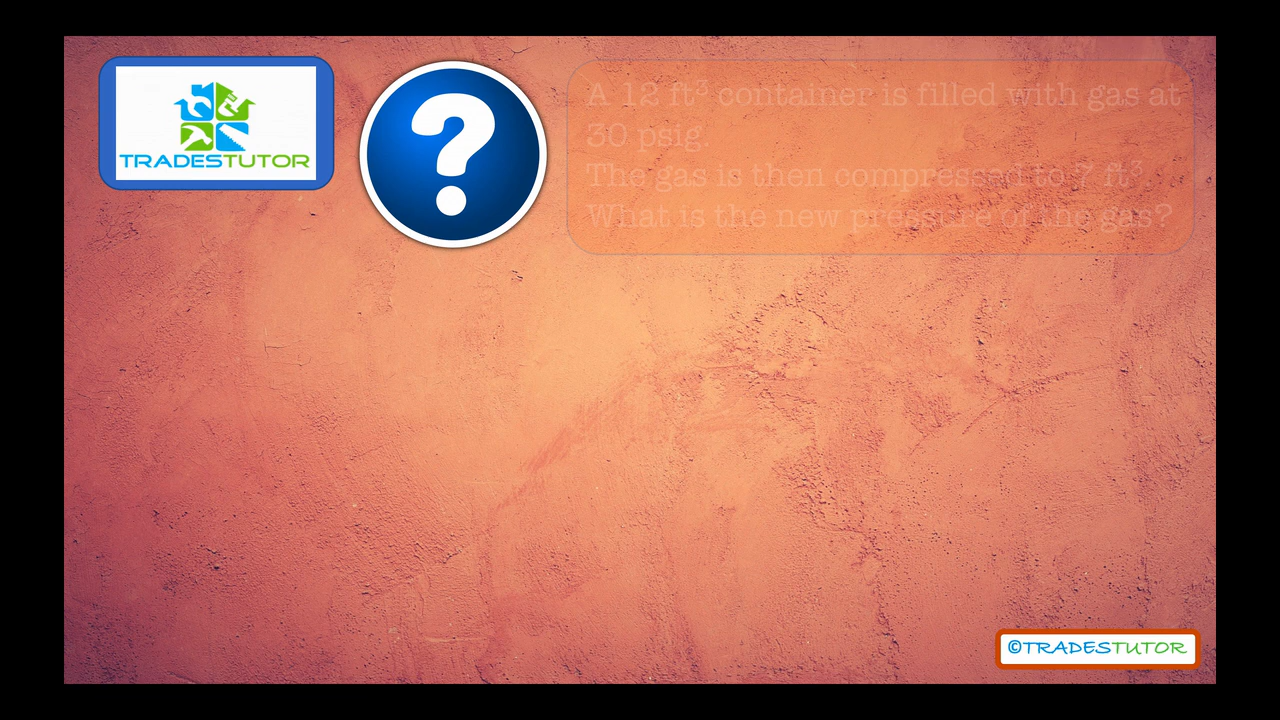 TRADESTUTOR
?
A 12 ft³ container is filled with gas at
30 psig.
The gas is then compressed to 7 ft³
What is the new pressure of the gas?
©TRADESTUTOR